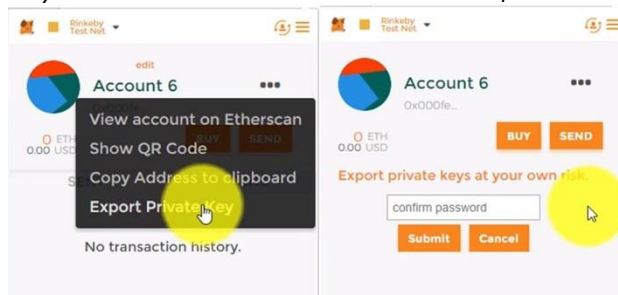 Rinkeby
Test Net
edit
Account 6
•••
View account on Etherscan
0 ETH
0.00 USD
Show QR Code
Copy Address to clipboard
Export Private Key
No transaction history.
Rinkeby
Test Net
Account 6
•••
0x000fe...
0 ETH
0.00 USD
BUY
SEND
Export private keys at your own risk.
confirm password
Submit
Cancel